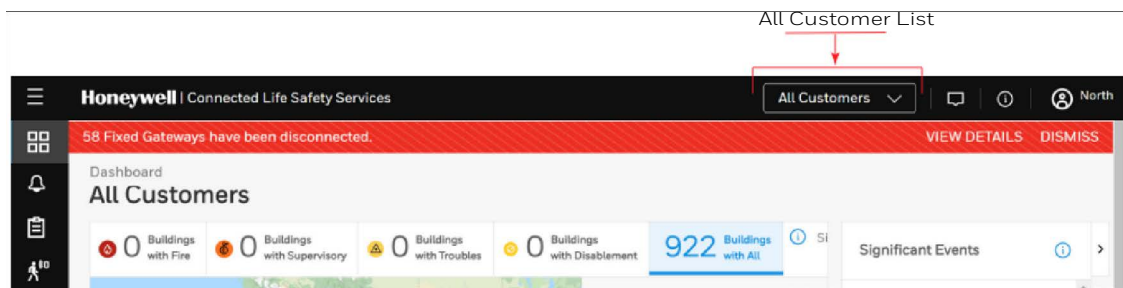 All Customer List
Honeywell | Connected Life Safety Services
All Customers
North
58 Fixed Gateways have been disconnected.
VIEW DETAILS DISMISS
Dashboard
All Customers
0 Buildings with Fire
0 Buildings with Supervisory
0 Buildings with Troubles
0 Buildings with Disablement
922 Buildings with All
Si
Significant Events